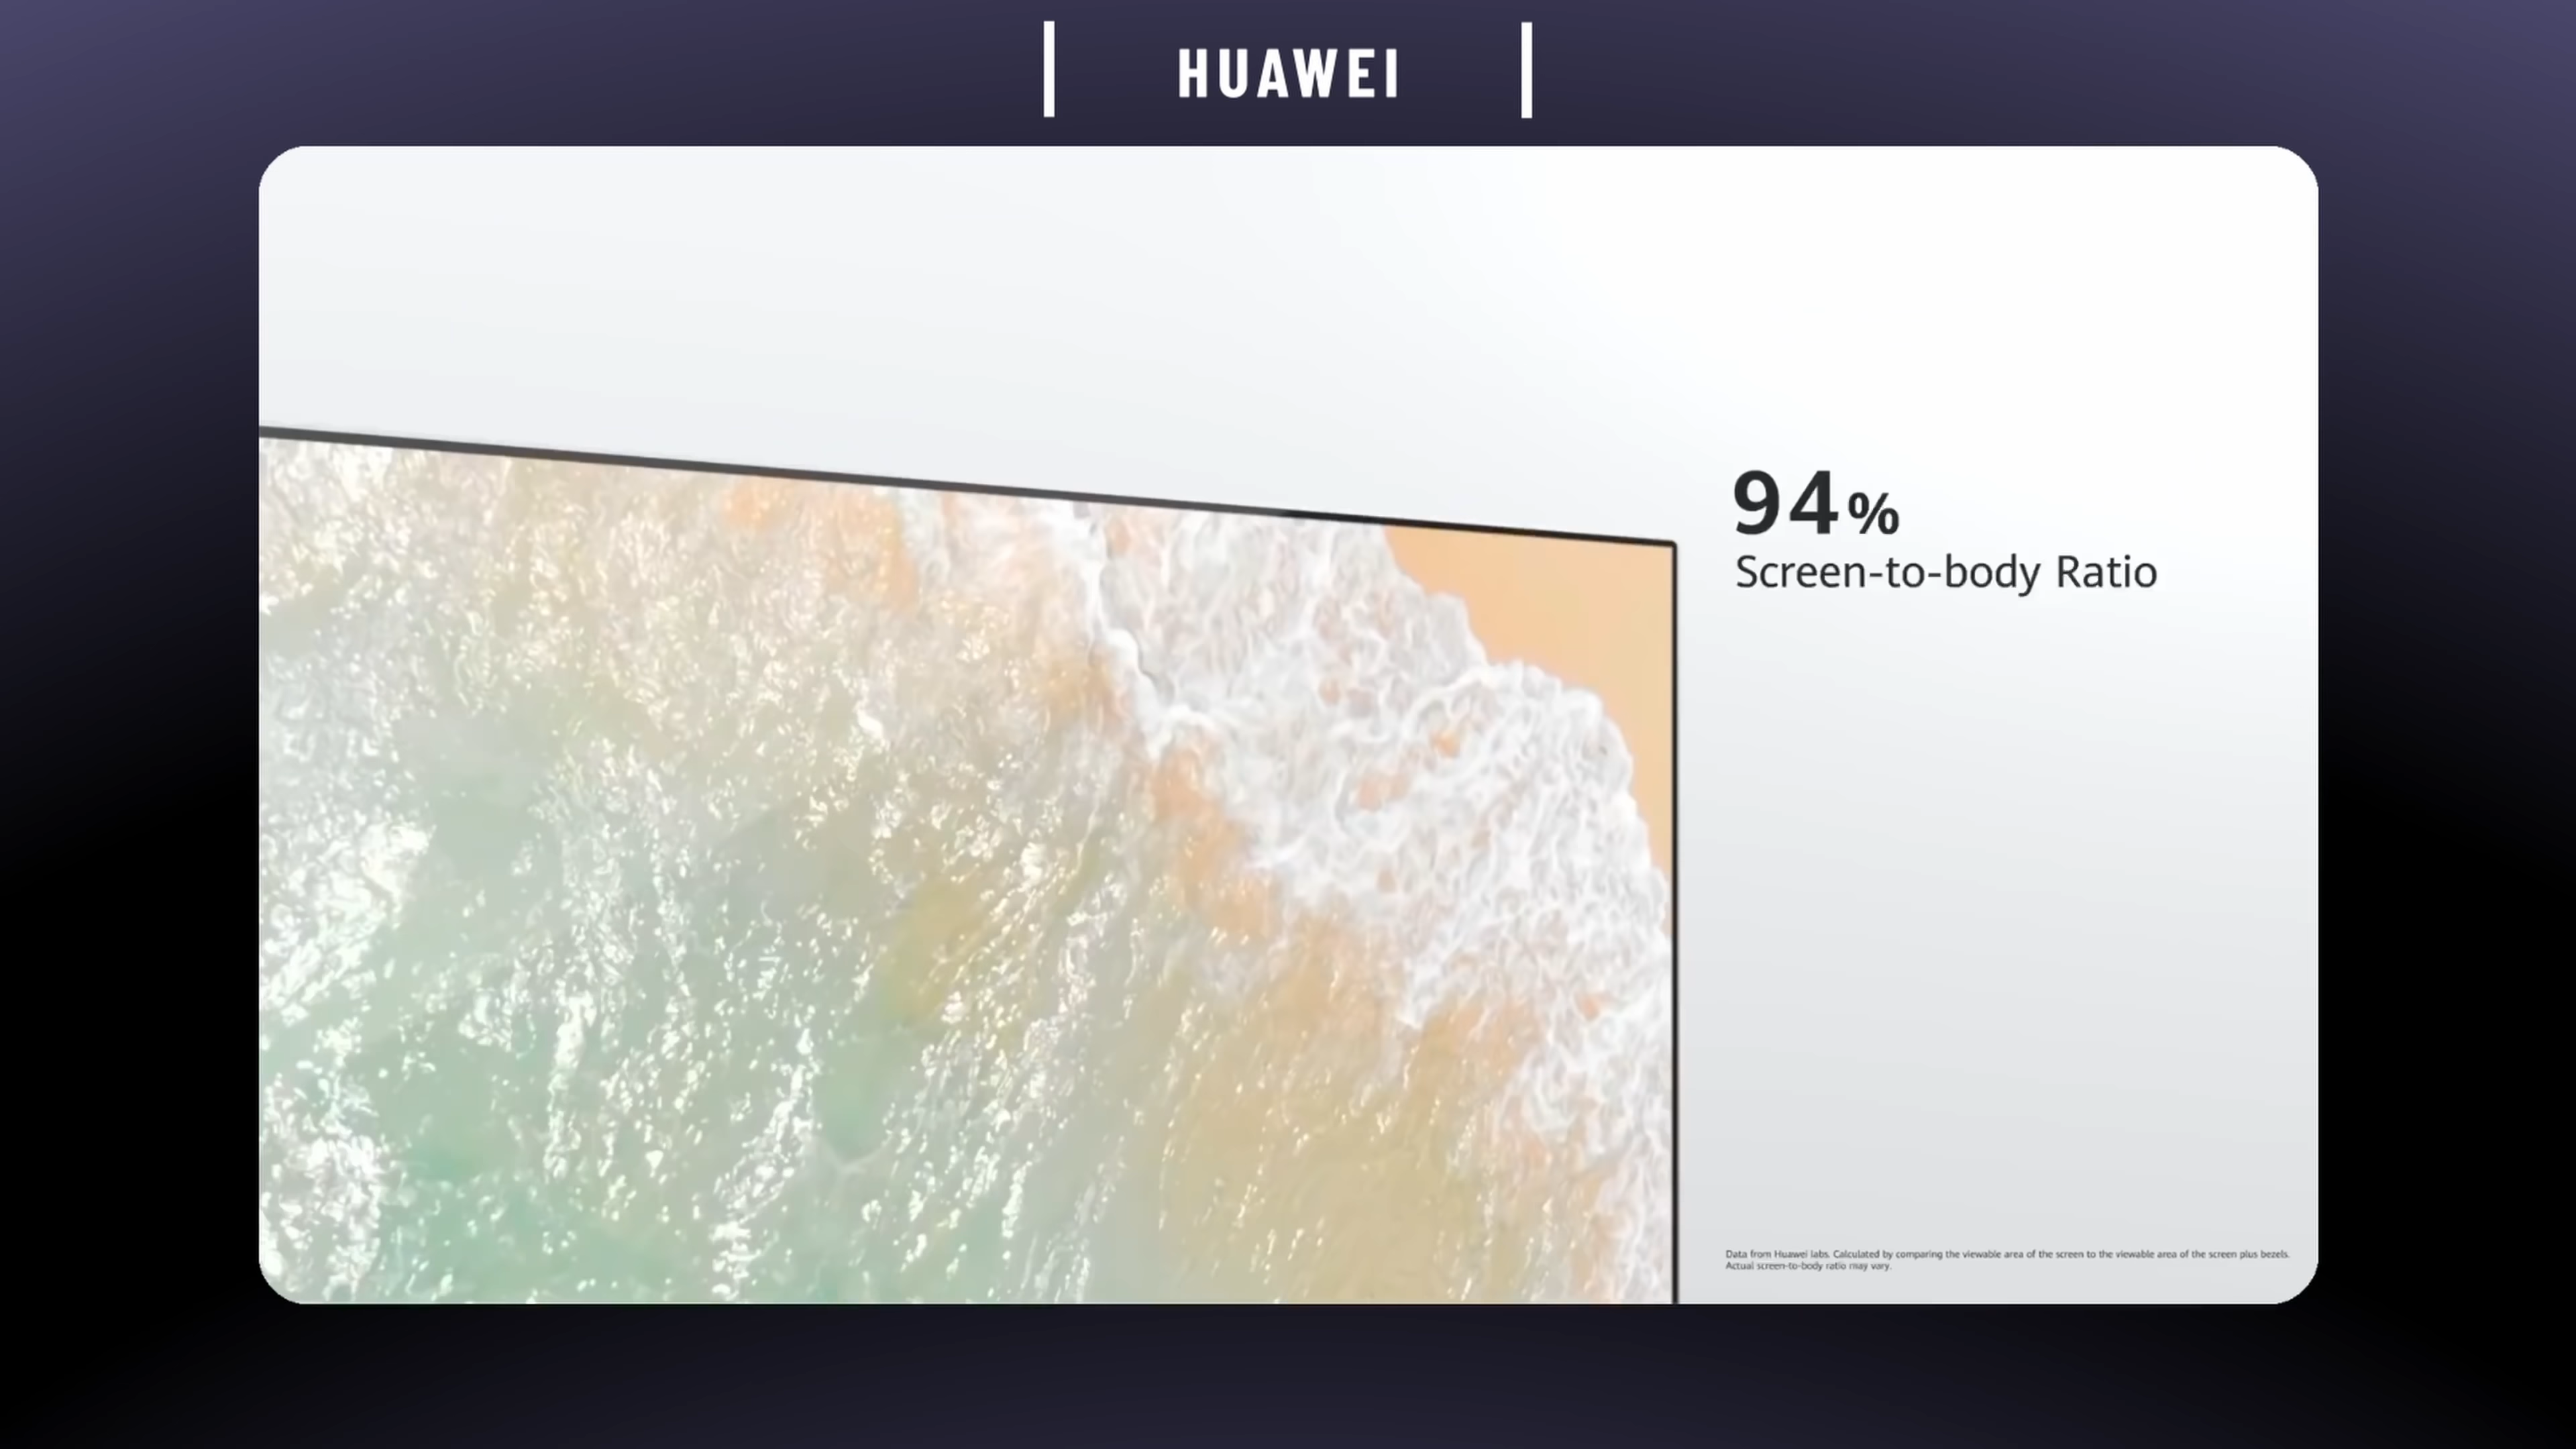 HUAWEI
94%
Screen-to-body Ratio
Data from Huawei labs. Calculated by comparing the viewable area of the screen to the viewable area of the screen plus bezels.
Actual screen-to-body ratio may vary.